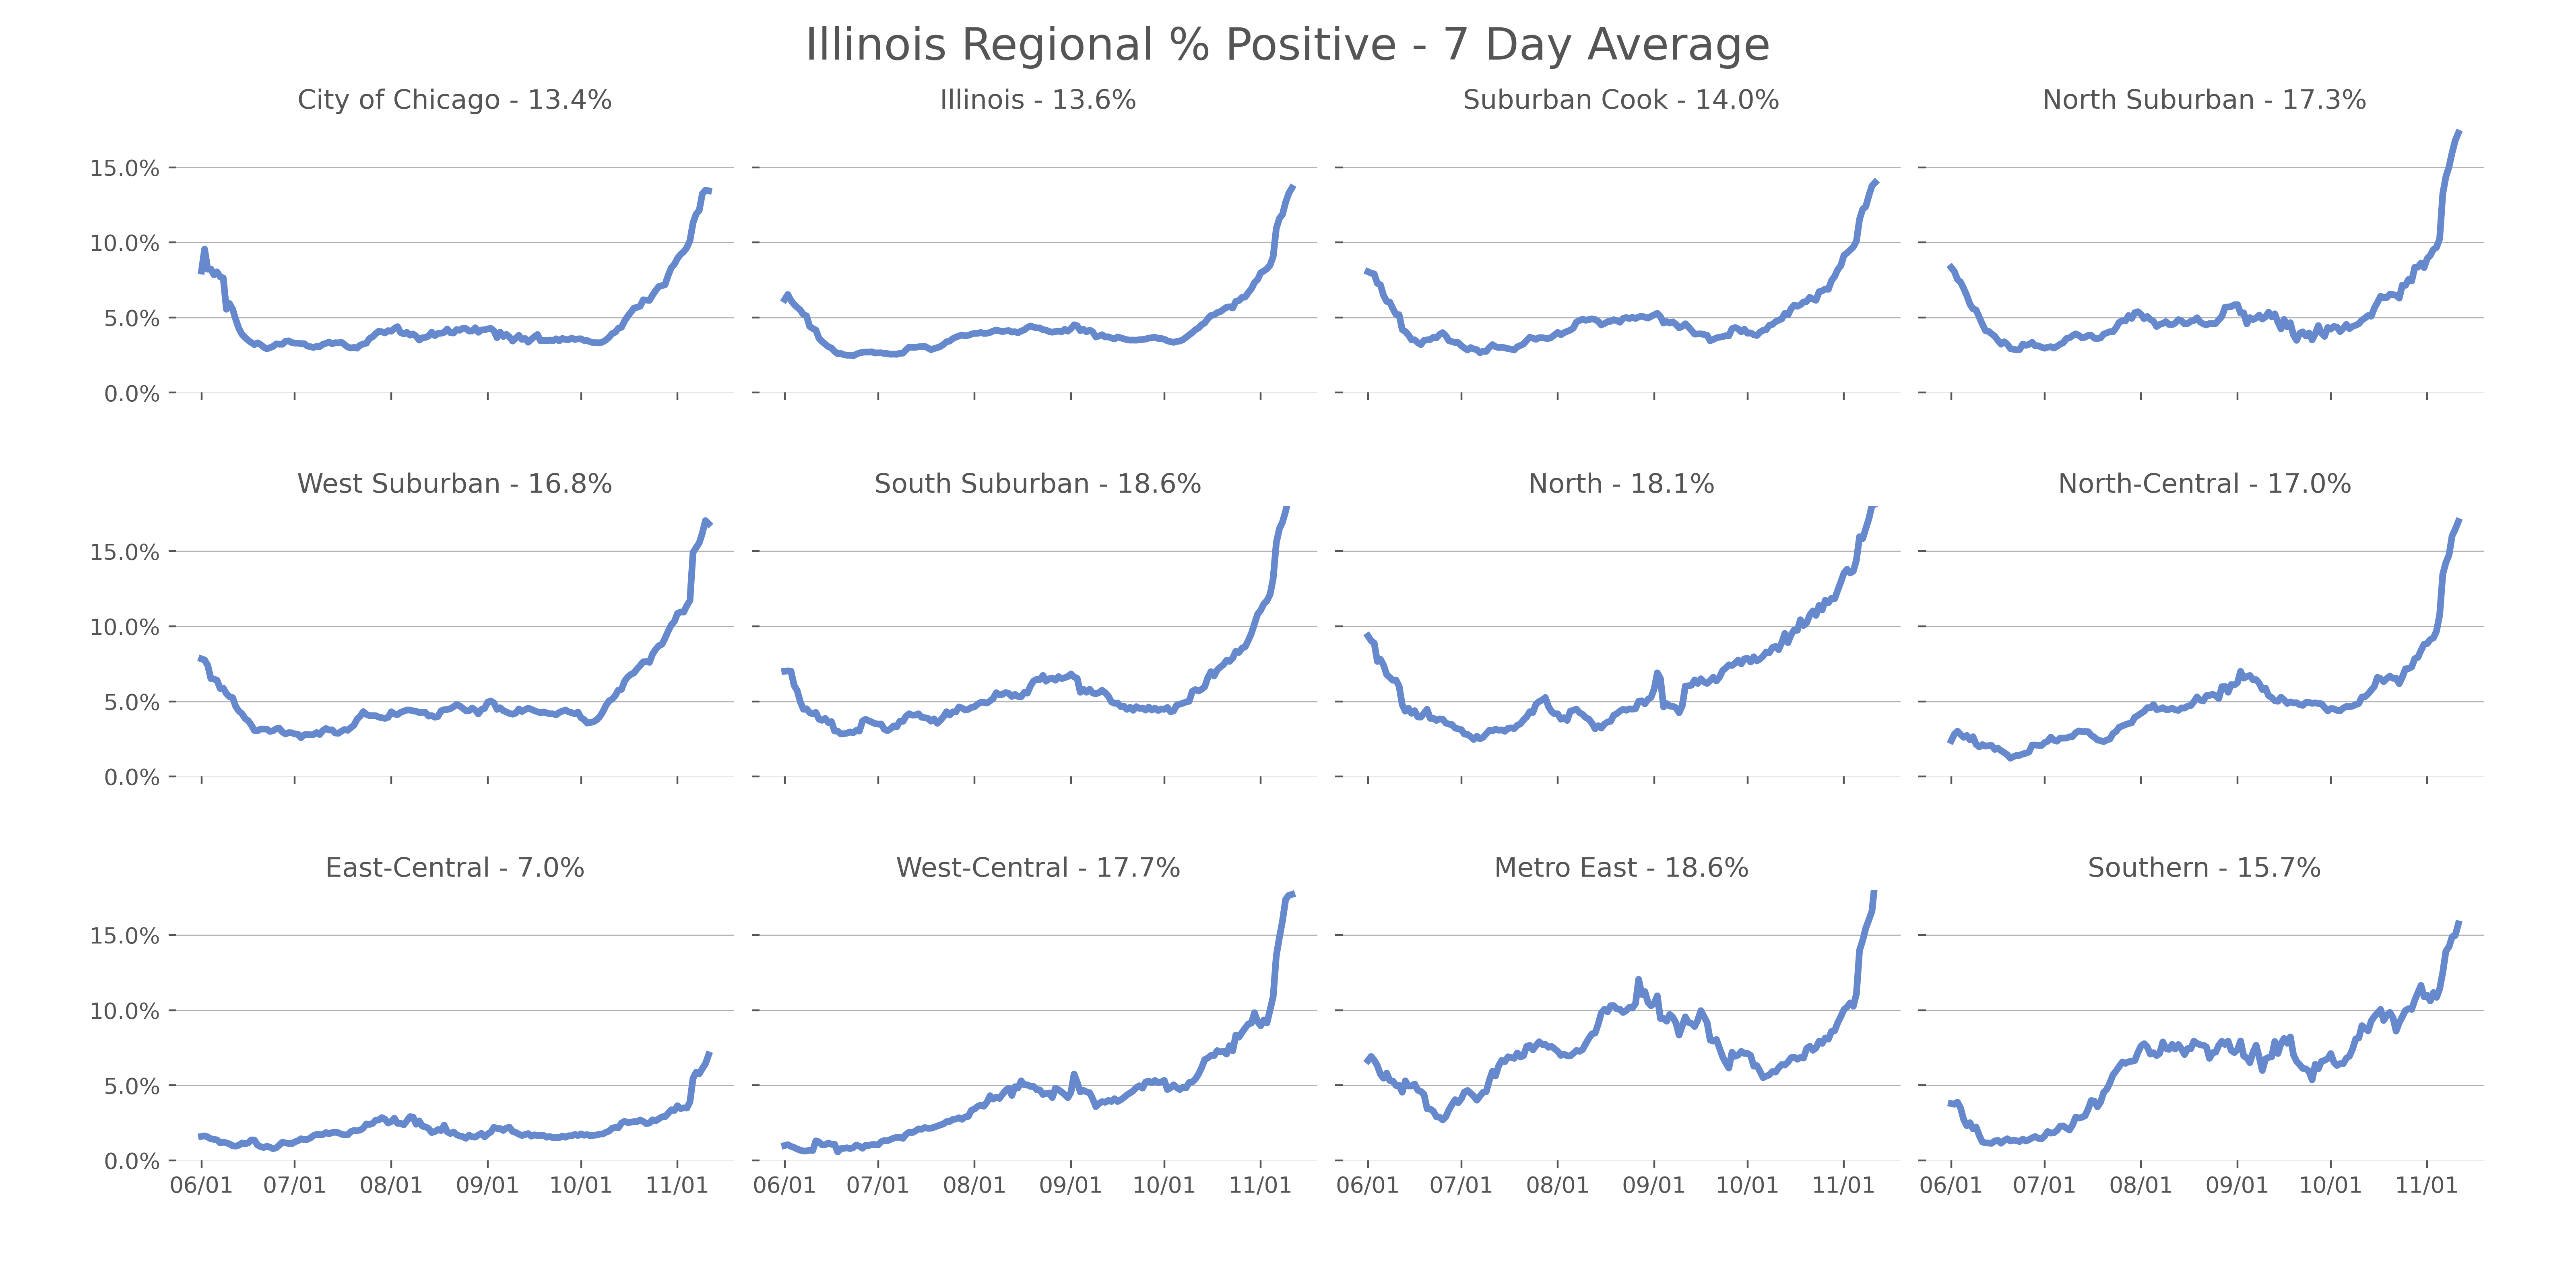 Illinois Regional % Positive - 7 Day Average
City of Chicago - 13.4%
Illinois - 13.6%
Suburban Cook - 14.0%
North Suburban - 17.3%
15.0%
10.0%
5.0%
0.0%
West Suburban - 16.8%
South Suburban - 18.6%
North - 18.1%
North-Central - 17.0%
15.0%
10.0%
5.0%
0.0%
East-Central - 7.0%
West-Central - 17.7%
Metro East - 18.6%
Southern - 15.7%
15.0%
10.0%
5.0%
0.0%
06/01 07/01 08/01 09/01 10/01 11/01
06/01 07/01 08/01 09/01 10/01 11/01
06/01 07/01 08/01 09/01 10/01 11/01
06/01 07/01 08/01 09/01 10/01 11/01